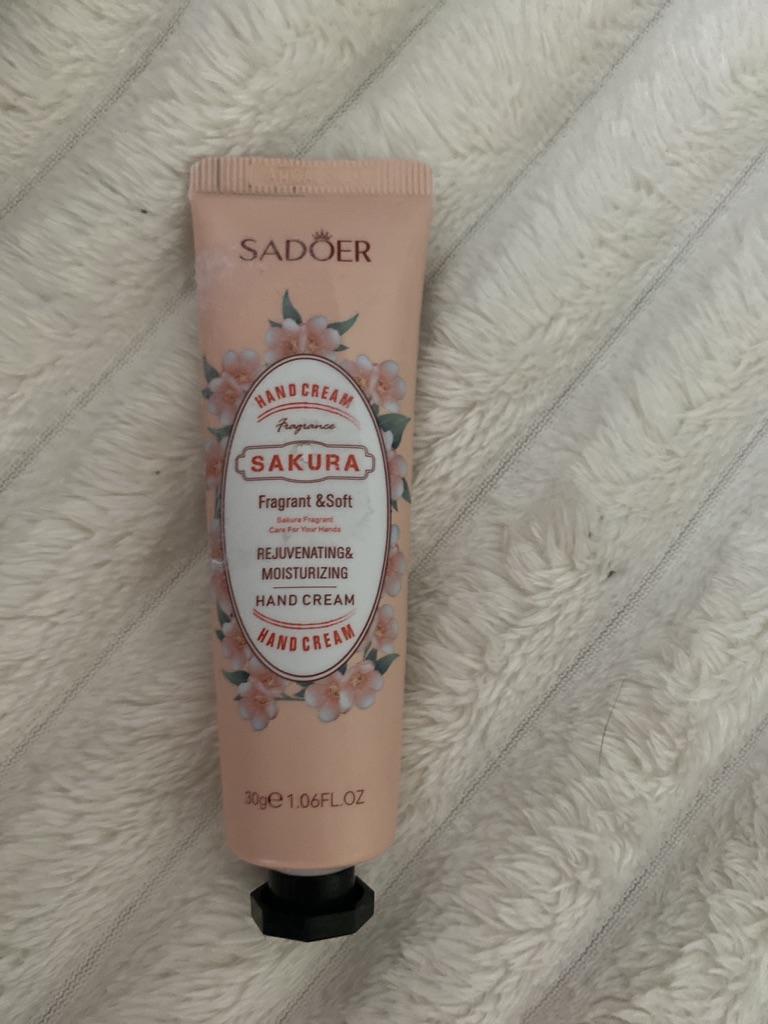 SADOER
HAND CREAM
Fragrance
SAKURA
Fragrant &Soft
Sakura Fragrant
Care For Your Hands
REJUVENATING&
MOISTURIZING
HAND CREAM
HAND CREAM
30g℮ 1.06FL.OZ